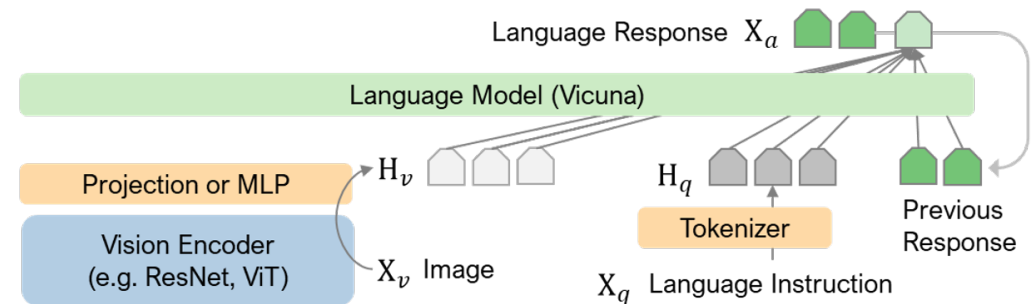 Language Response X_a
Language Model (Vicuna)
Projection or MLP
H_v
H_q
Vision Encoder
(e.g. ResNet, ViT)
Tokenizer
Previous
Response
X_v Image
X_q Language Instruction